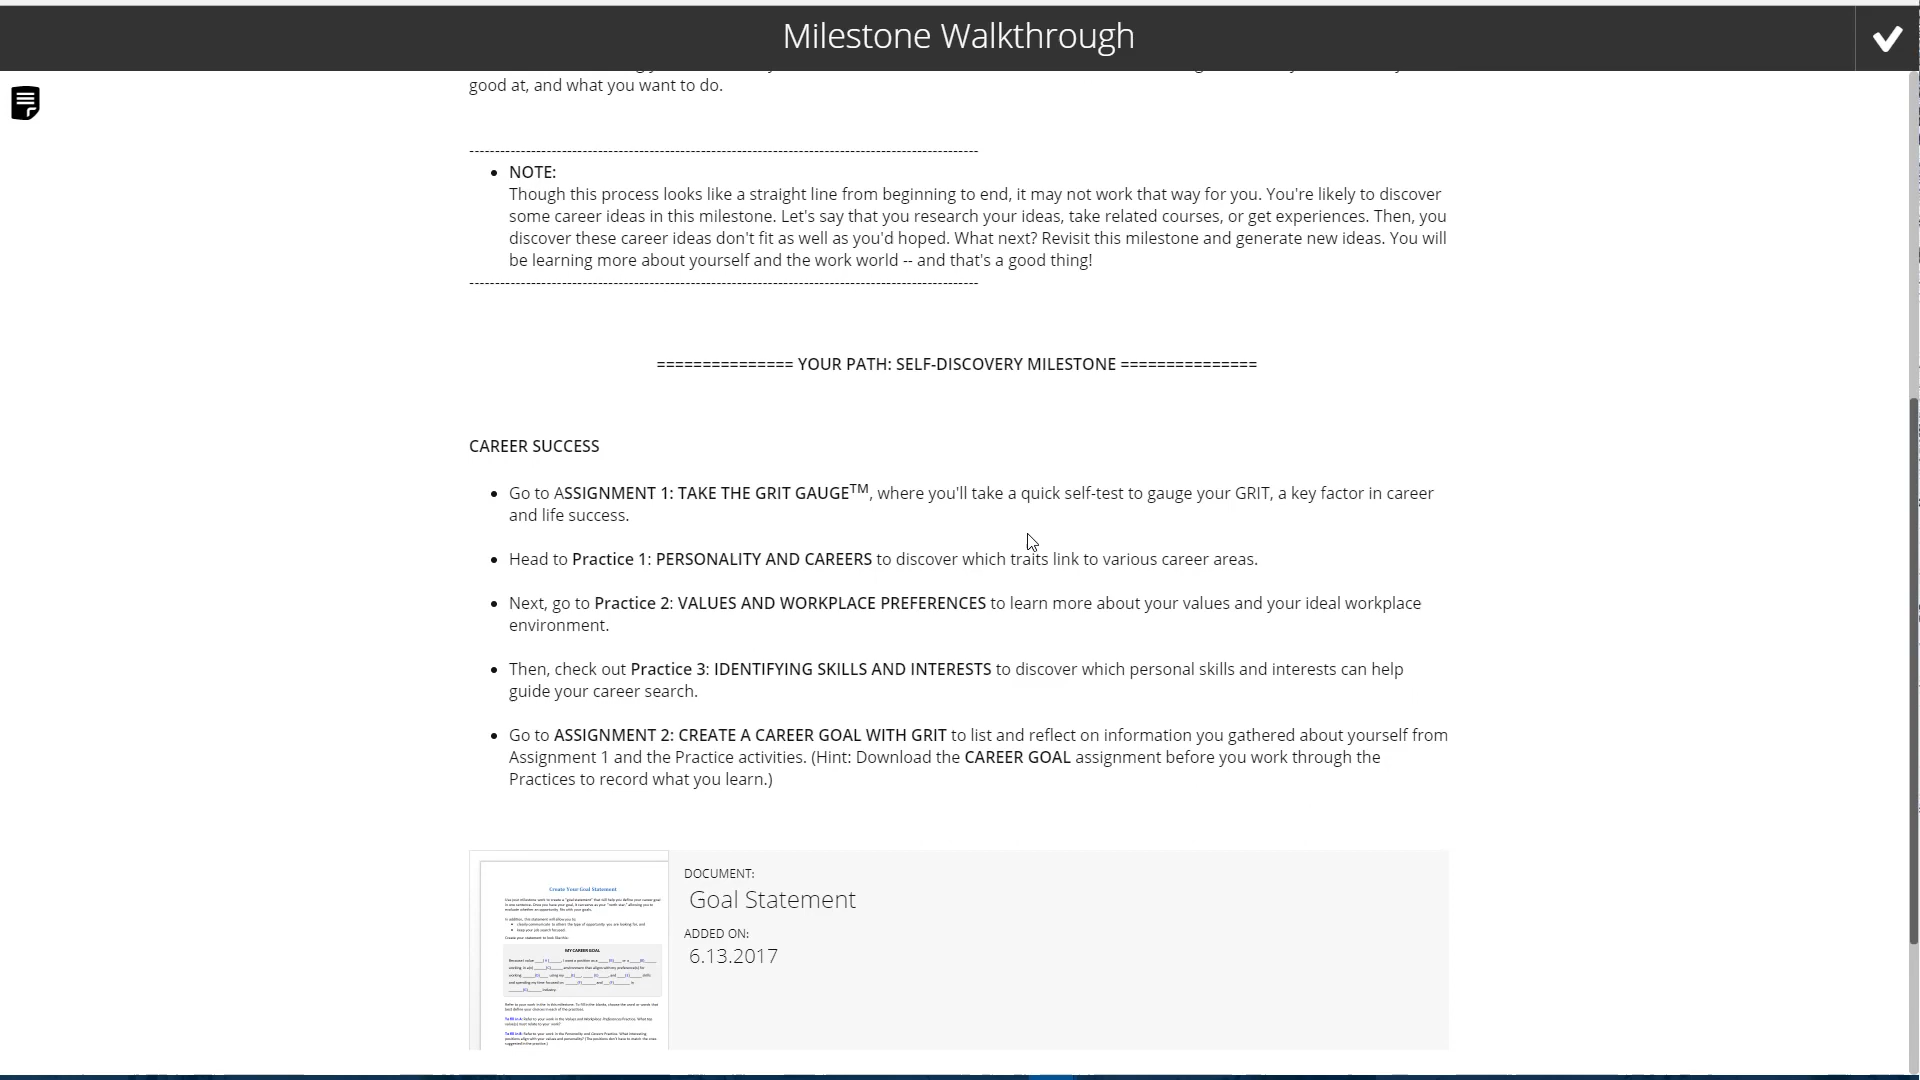 Milestone Walkthrough
good at, and what you want to do.
--------------------------------------------------------------------------------------------------
• NOTE:
Though this process looks like a straight line from beginning to end, it may not work that way for you. You're likely to discover
some career ideas in this milestone. Let's say that you research your ideas, take related courses, or get experiences. Then, you
discover these career ideas don't fit as well as you'd hoped. What next? Revisit this milestone and generate new ideas. You will
be learning more about yourself and the work world -- and that's a good thing!
--------------------------------------------------------------------------------------------------
=============== YOUR PATH: SELF-DISCOVERY MILESTONE ===============
CAREER SUCCESS
• Go to ASSIGNMENT 1: TAKE THE GRIT GAUGE™, where you'll take a quick self-test to gauge your GRIT, a key factor in career
and life success.
• Head to Practice 1: PERSONALITY AND CAREERS to discover which traits link to various career areas.
• Next, go to Practice 2: VALUES AND WORKPLACE PREFERENCES to learn more about your values and your ideal workplace
environment.
• Then, check out Practice 3: IDENTIFYING SKILLS AND INTERESTS to discover which personal skills and interests can help
guide your career search.
• Go to ASSIGNMENT 2: CREATE A CAREER GOAL WITH GRIT to list and reflect on information you gathered about yourself from
Assignment 1 and the Practice activities. (Hint: Download the CAREER GOAL assignment before you work through the
Practices to record what you learn.)
DOCUMENT:
Goal Statement
ADDED ON:
6.13.2017
Create Your Goal Statement
MY CAREER GOAL